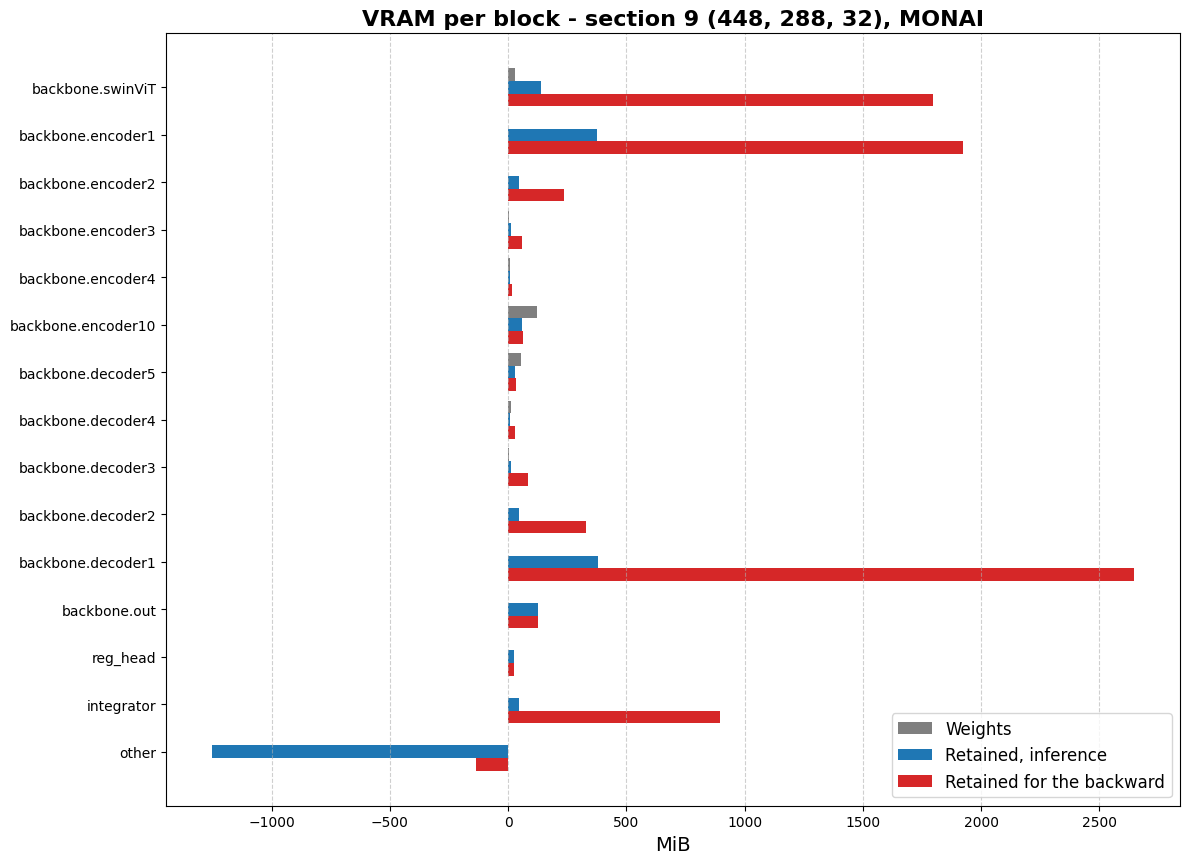 VRAM per block - section 9 (448, 288, 32), MONAI
backbone.swinViT
backbone.encoder1
backbone.encoder2
backbone.encoder3
backbone.encoder4
backbone.encoder10
backbone.decoder5
backbone.decoder4
backbone.decoder3
backbone.decoder2
backbone.decoder1
backbone.out
reg_head
integrator
other
Weights
Retained, inference
Retained for the backward
−1000 −500 0 500 1000 1500 2000 2500
MiB